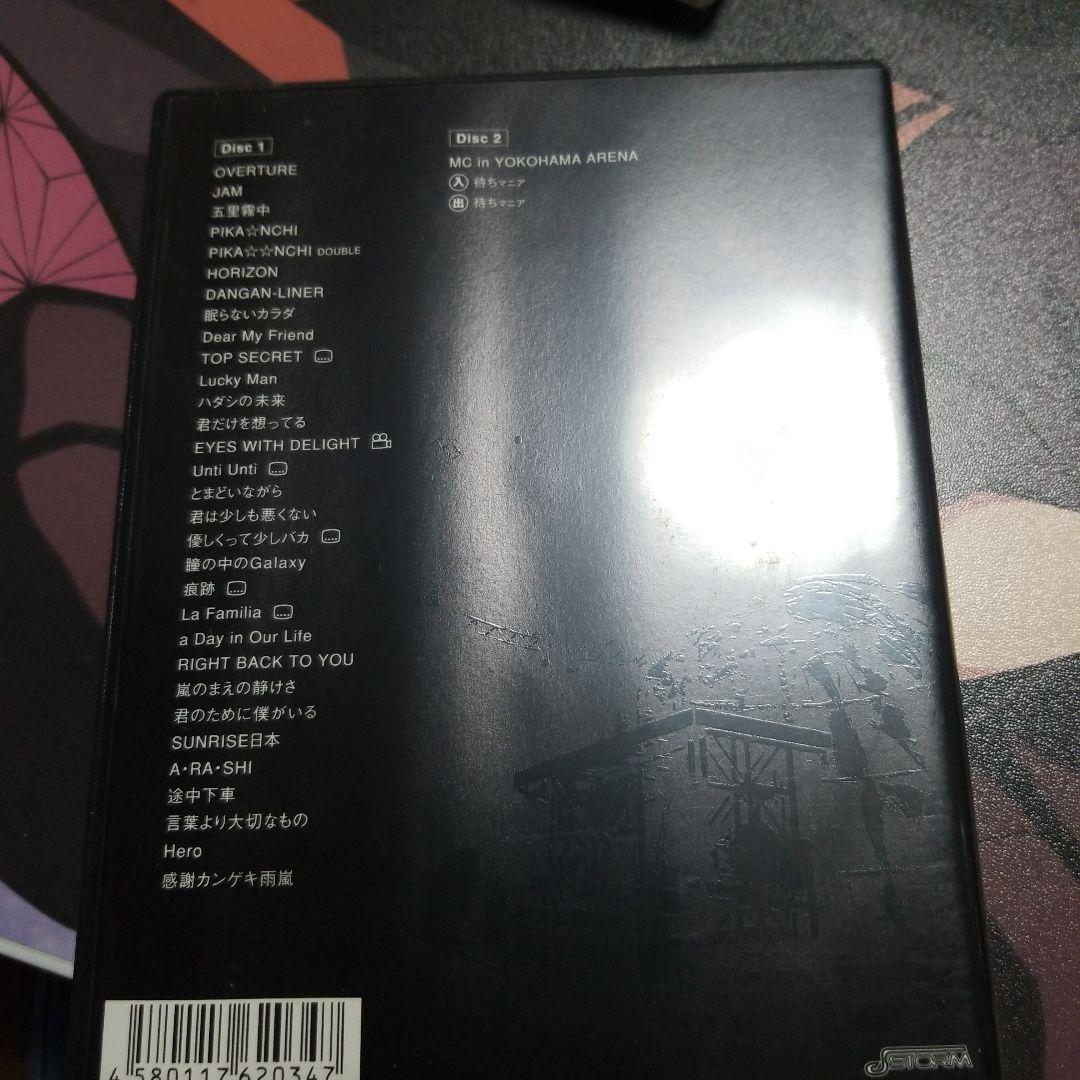 Disc 1
OVERTURE
JAM
五里霧中
PIKA☆NCHI
PIKA☆☆NCHI DOUBLE
HORIZON
DANGAN-LINER
眠らないカラダ
Dear My Friend
TOP SECRET
Lucky Man
ハダシの未来
君だけを想ってる
EYES WITH DELIGHT
Unti Unti
とまどいながら
君は少しも悪くない
優しくって少しバカ
瞳の中のGalaxy
痕跡
La Familia
a Day in Our Life
RIGHT BACK TO YOU
嵐のまえの静けさ
君のために僕がいる
SUNRISE日本
A・RA・SHI
途中下車
言葉より大切なもの
Hero
感謝カンゲキ雨嵐
Disc 2
MC in YOKOHAMA ARENA
入 待ちマニア
出 待ちマニア
4 580117 620347
J STORM